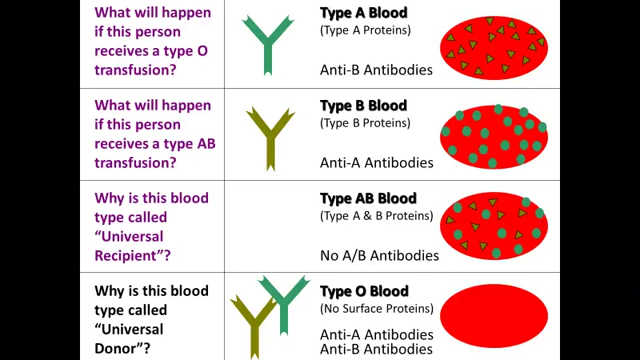 What will happen
if this person
receives a type O
transfusion?
Type A Blood
(Type A Proteins)
Anti-B Antibodies
What will happen
if this person
receives a type AB
transfusion?
Type B Blood
(Type B Proteins)
Anti-A Antibodies
Why is this blood
type called
“Universal
Recipient”?
Type AB Blood
(Type A & B Proteins)
No A/B Antibodies
Why is this blood
type called
“Universal
Donor”?
Type O Blood
(No Surface Proteins)
Anti-A Antibodies
Anti-B Antibodies